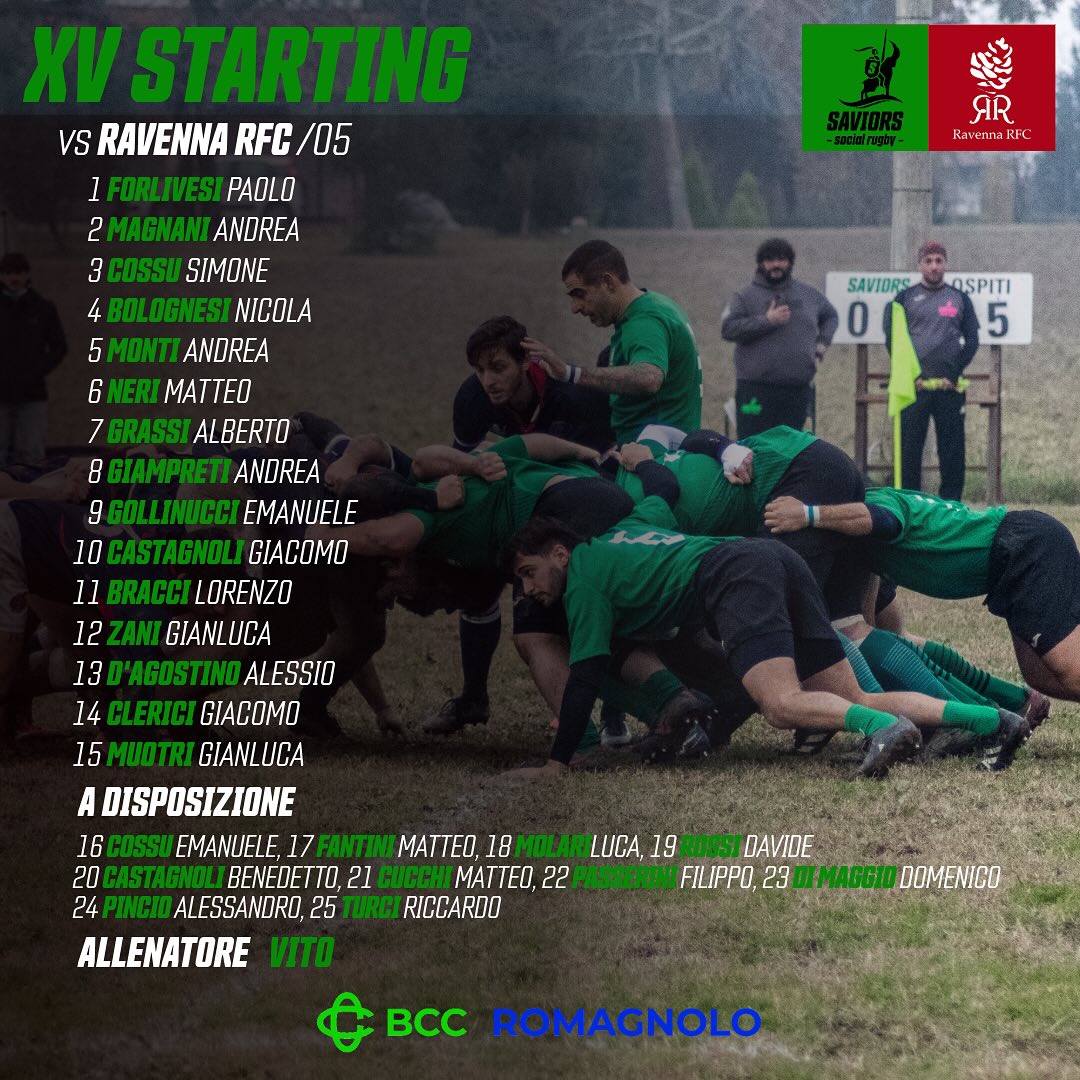 XV STARTING
SAVIORS
- social rugby -
RR
Ravenna RFC
VS RAVENNA RFC /05
1 FORLIVESI PAOLO
2 MAGNANI ANDREA
3 COSSU SIMONE
4 BOLOGNESI NICOLA
5 MONTI ANDREA
6 NERI MATTEO
7 GRASSI ALBERTO
8 GIAMPRETI ANDREA
9 GOLLINUCCI EMANUELE
10 CASTAGNOLI GIACOMO
11 BRACCI LORENZO
12 ZANI GIANLUCA
13 D'AGOSTINO ALESSIO
14 CLERICI GIACOMO
15 MUOTRI GIANLUCA
SAVIORS OSPITI
0 5
A DISPOSIZIONE
16 COSSU EMANUELE, 17 FANTINI MATTEO, 18 MOLARI LUCA, 19 ROSSI DAVIDE
20 CASTAGNOLI BENEDETTO, 21 CUCCHI MATTEO, 22 PASSERINI FILIPPO, 23 DI MAGGIO DOMENICO
24 PINCIO ALESSANDRO, 25 TURCI RICCARDO
ALLENATORE VITO
BCC ROMAGNOLO